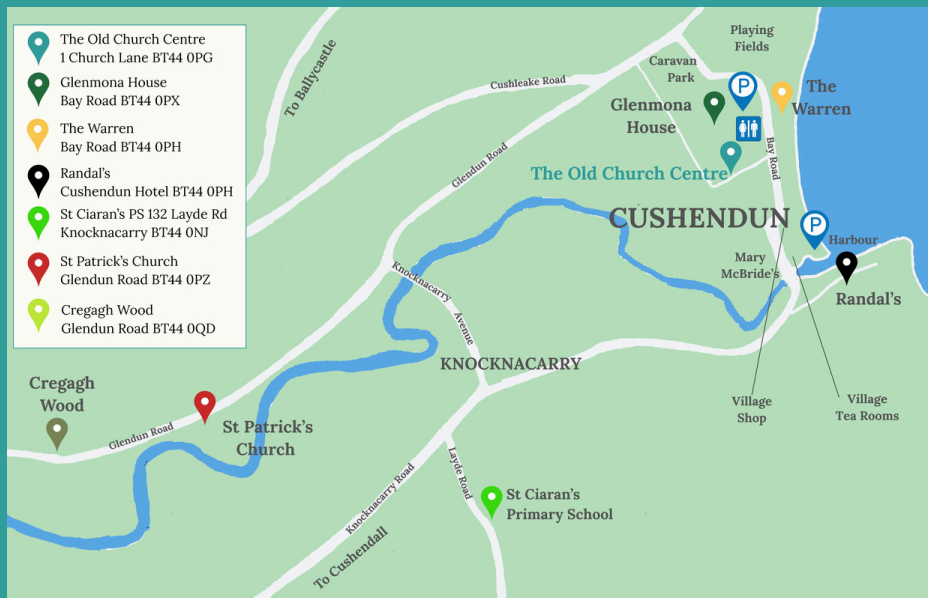 The Old Church Centre
1 Church Lane BT44 0PG
Glenmona House
Bay Road BT44 0PX
The Warren
Bay Road BT44 0PH
Randal's
Cushendun Hotel BT44 0PH
St Ciaran's PS 132 Layde Rd
Knocknacarry BT44 0NJ
St Patrick's Church
Glendun Road BT44 0PZ
Cregagh Wood
Glendun Road BT44 0QD
To Ballycastle
Cushleake Road
Glendun Road
Playing
Fields
Caravan
Park
P
Glenmona
House
The
Warren
Bay Road
The Old Church Centre
CUSHENDUN
P
Harbour
Mary
McBride's
Randal's
Knocknacarry
Avenue
KNOCKNACARRY
Village
Shop
Village
Tea Rooms
Cregagh
Wood
Glendun Road
St Patrick's
Church
Layde Road
Knocknacarry Road
To Cushendall
St Ciaran's
Primary School